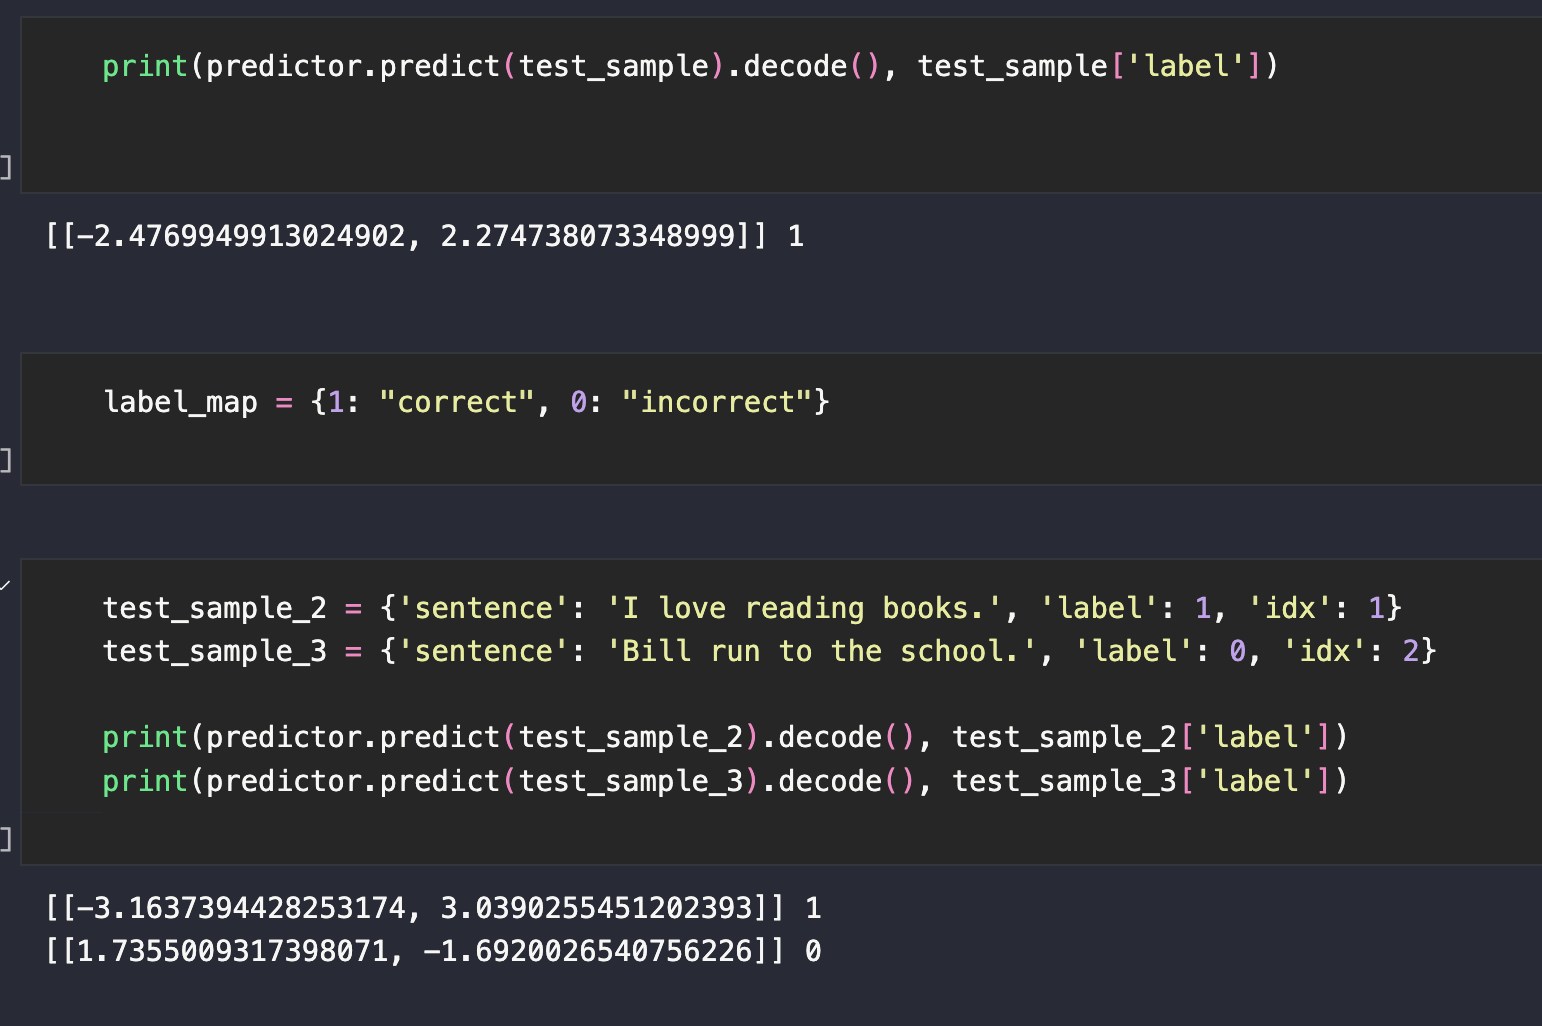 print(predictor.predict(test_sample).decode(), test_sample['label'])
]
[[-2.4769949913024902, 2.274738073348999]] 1
label_map = {1: "correct", 0: "incorrect"}
]
test_sample_2 = {'sentence': 'I love reading books.', 'label': 1, 'idx': 1}
test_sample_3 = {'sentence': 'Bill run to the school.', 'label': 0, 'idx': 2}
print(predictor.predict(test_sample_2).decode(), test_sample_2['label'])
print(predictor.predict(test_sample_3).decode(), test_sample_3['label'])
]
[[-3.1637394428253174, 3.0390255451202393]] 1
[[1.7355009317398071, -1.6920026540756226]] 0